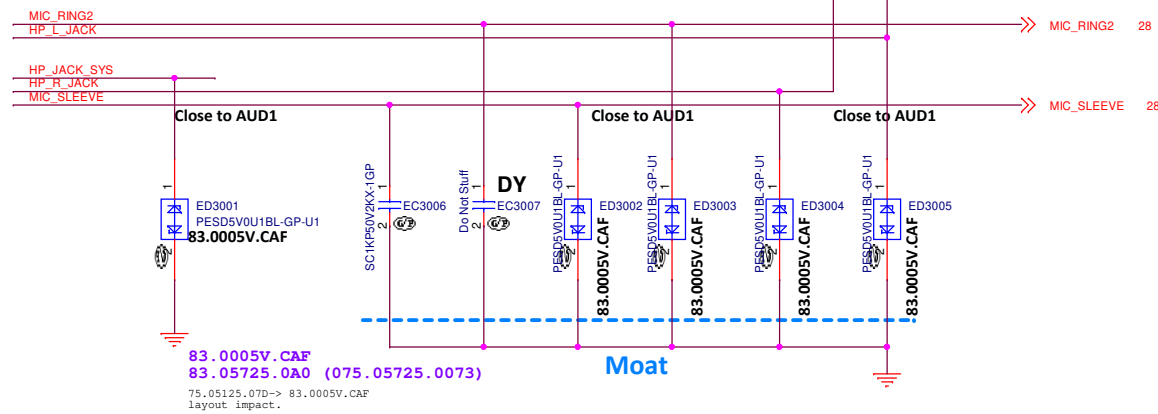 MIC_RING2
HP_L_JACK
MIC_RING2 28
HP_JACK_SYS
HP_R_JACK
MIC_SLEEVE
MIC_SLEEVE 28
Close to AUD1
Close to AUD1
Close to AUD1
1
ED3001
PESD5V0U1BL-GP-U1
83.0005V.CAF
2
SC1KP50V2KX-1GP
1
EC3006
2
Do Not Stuff
DY
1
EC3007
2
PESD5V0U1BL-GP-U1
1
ED3002
2
83.0005V.CAF
PESD5V0U1BL-GP-U1
1
ED3003
2
83.0005V.CAF
PESD5V0U1BL-GP-U1
1
ED3004
2
83.0005V.CAF
PESD5V0U1BL-GP-U1
1
ED3005
2
83.0005V.CAF
Moat
83.0005V.CAF
83.05725.0A0 (075.05725.0073)
75.05125.07D-> 83.0005V.CAF
layout impact.